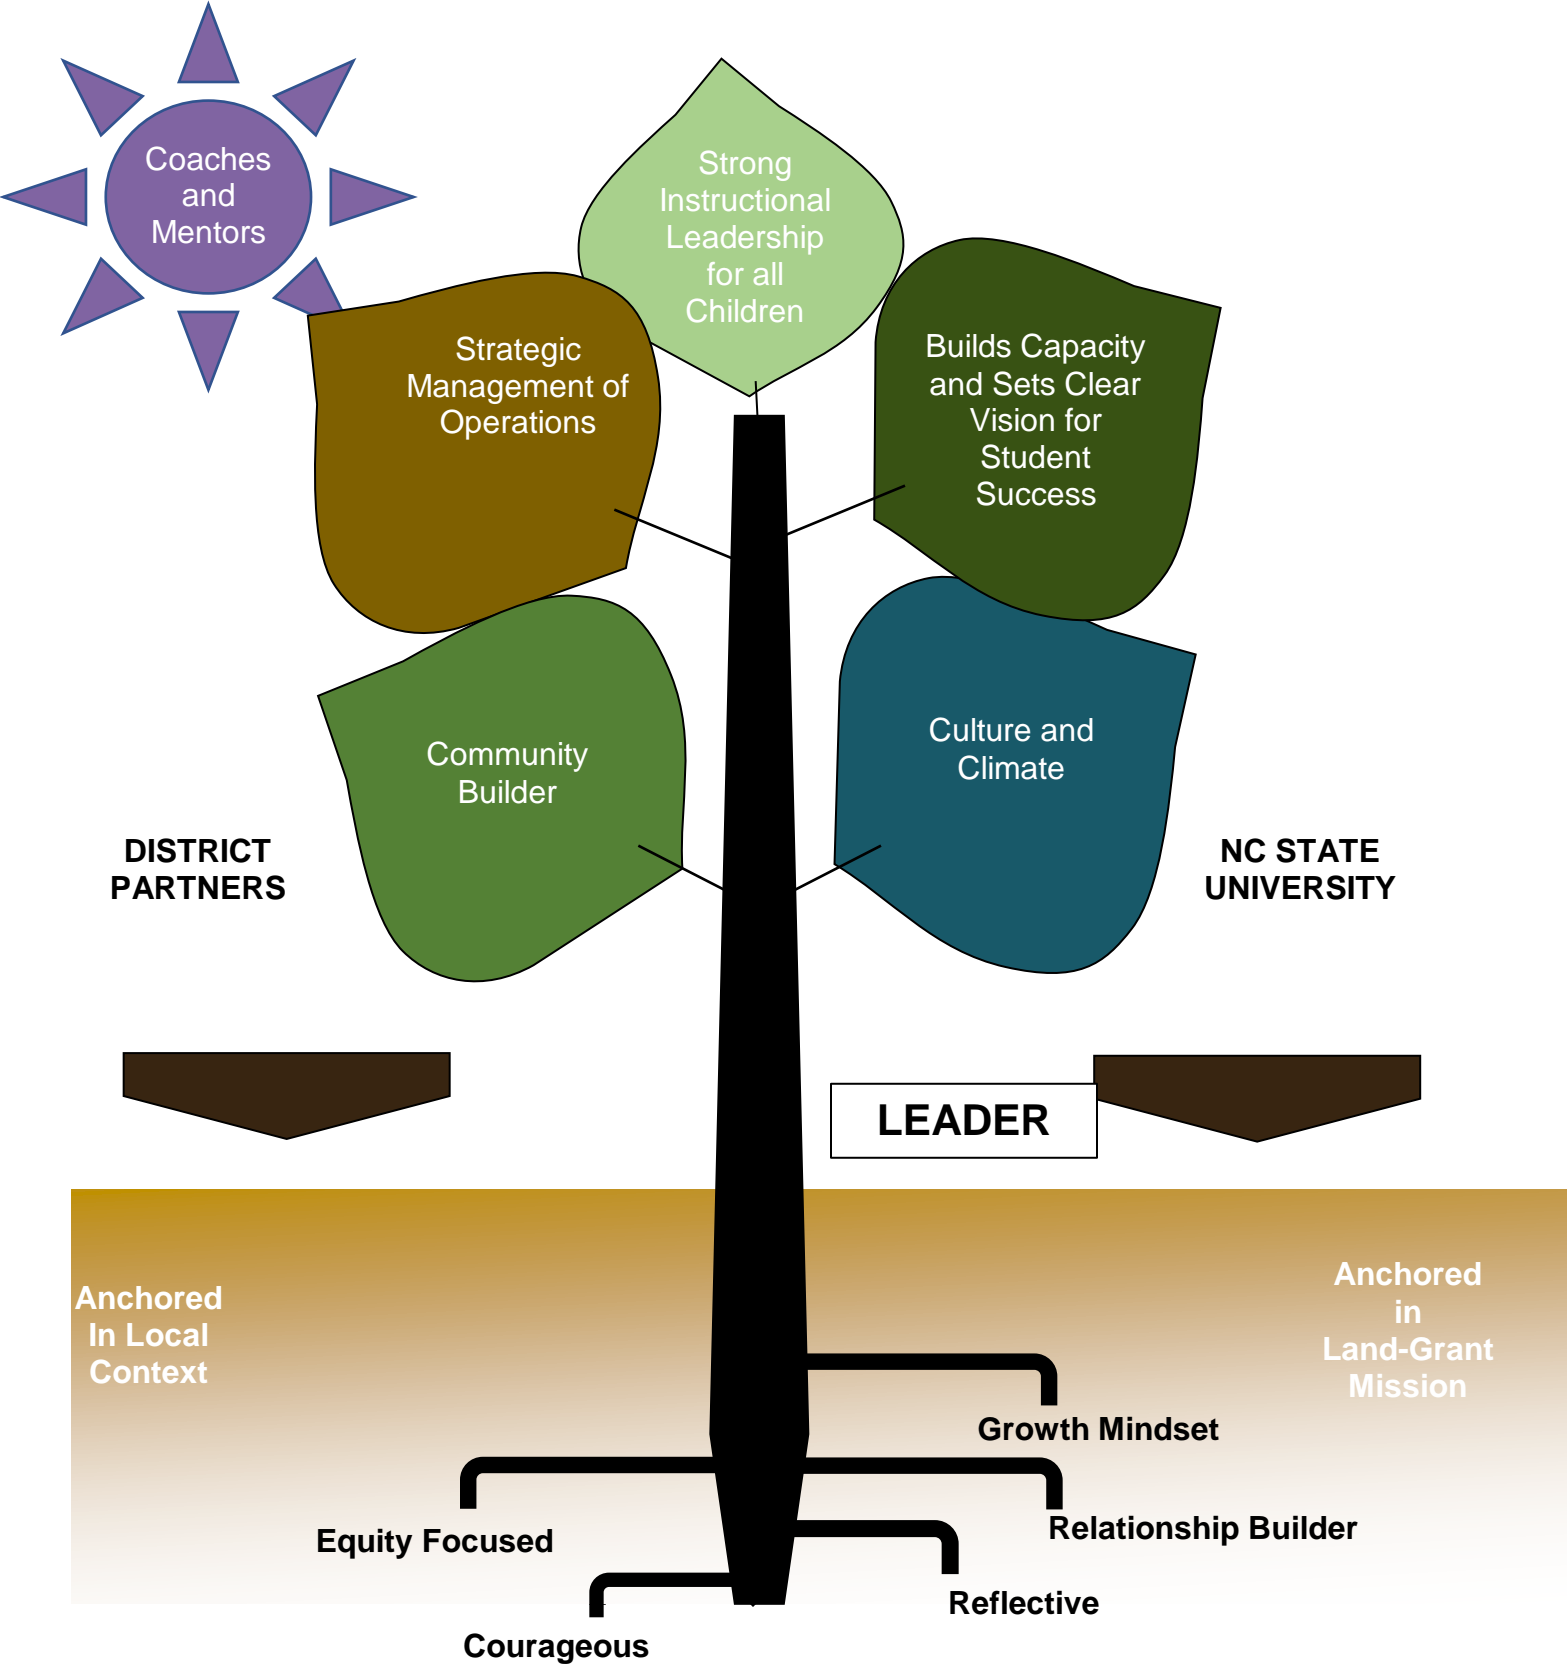 Coaches
and
Mentors
Strong
Instructional
Leadership
for all
Children
Strategic
Management of
Operations
Builds Capacity
and Sets Clear
Vision for
Student
Success
Community
Builder
Culture and
Climate
DISTRICT
PARTNERS
NC STATE
UNIVERSITY
LEADER
Anchored
In Local
Context
Anchored
in
Land-Grant
Mission
Growth Mindset
Equity Focused
Relationship Builder
Reflective
Courageous